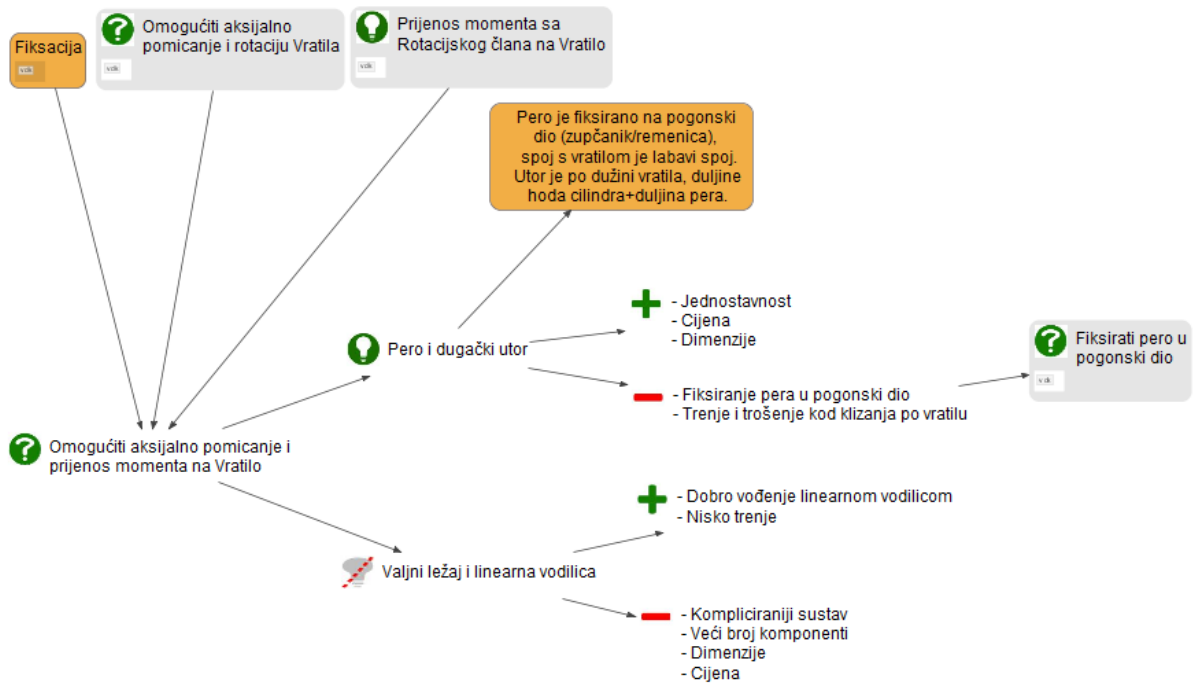 Fiksacija
Omogućiti aksijalno
pomicanje i rotaciju Vratila
Prijenos momenta sa
Rotacijskog člana na Vratilo
Pero je fiksirano na pogonski
dio (zupčanik/remenica),
spoj s vratilom je labavi spoj.
Utor je po dužini vratila, duljine
hoda cilindra+duljina pera.
- Jednostavnost
- Cijena
- Dimenzije
Pero i dugački utor
Fiksirati pero u
pogonski dio
- Fiksiranje pera u pogonski dio
- Trenje i trošenje kod klizanja po vratilu
Omogućiti aksijalno pomicanje i
prijenos momenta na Vratilo
- Dobro vođenje linearnom vodilicom
- Nisko trenje
Valjni ležaj i linearna vodilica
- Kompliciraniji sustav
- Veći broj komponenti
- Dimenzije
- Cijena